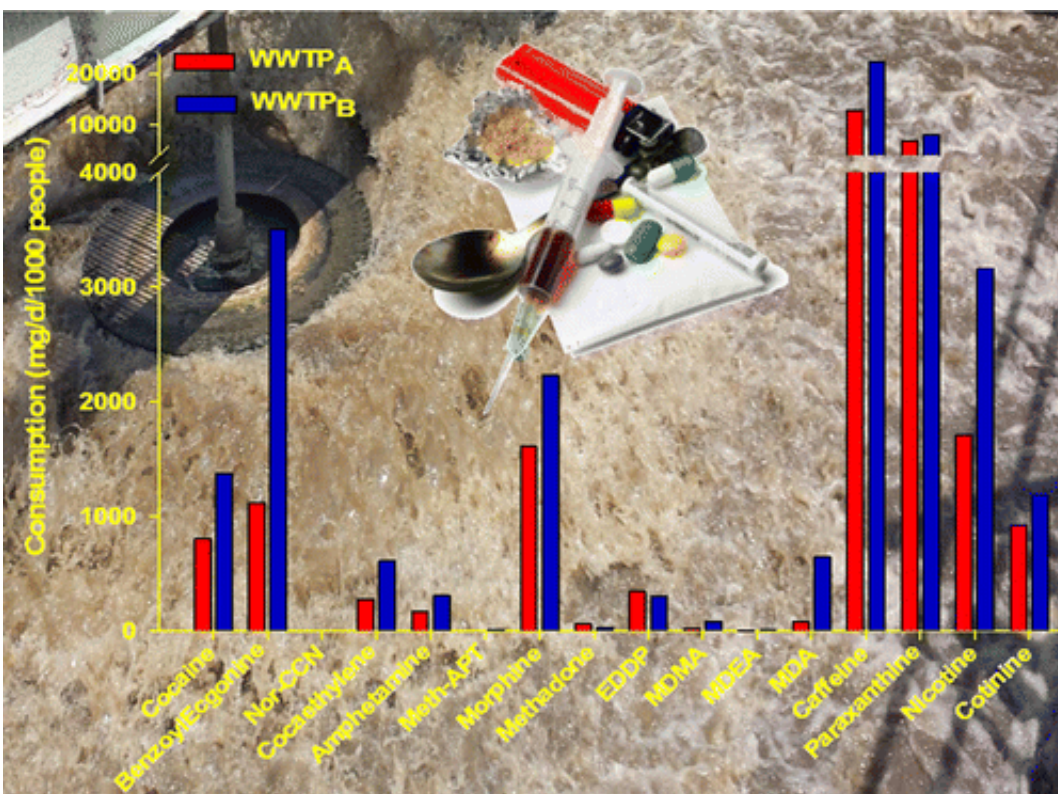 WWTPA
WWTPB
20000
10000
4000
3000
2000
1000
0
Consumption (mg/d/1000 people)
Cocaine
BenzoylEcgonine
Nor-CCN
Cocaethylene
Amphetamine
Meth-APT
Morphine
Methadone
EDDP
MDMA
MDEA
MDA
Caffeine
Paraxanthine
Nicotine
Cotinine